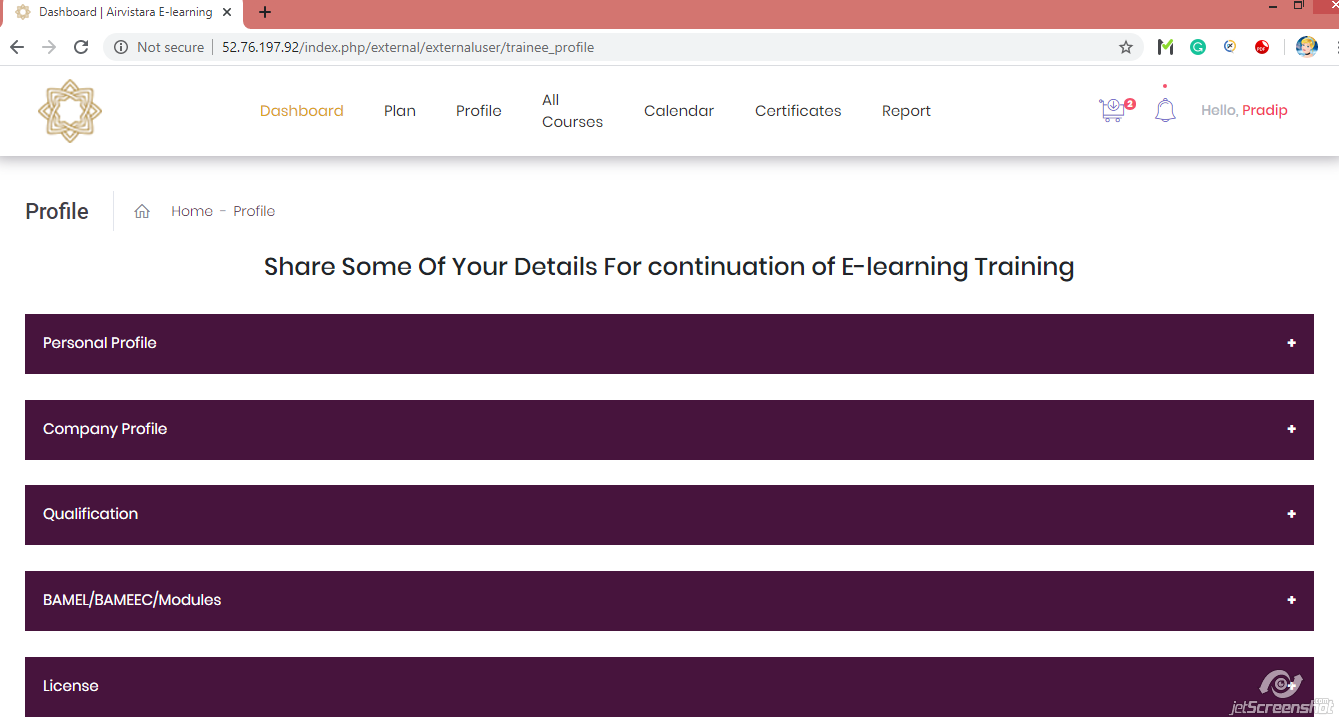 Dashboard | Airvistara E-learning
Not secure
52.76.197.92/index.php/external/externaluser/trainee_profile
Dashboard
Plan
Profile
All
Courses
Calendar
Certificates
Report
2
Hello, Pradip
Profile
Home - Profile
Share Some Of Your Details For continuation of E-learning Training
Personal Profile +
Company Profile +
Qualification +
BAMEL/BAMEEC/Modules +
License +
jetScreenshot